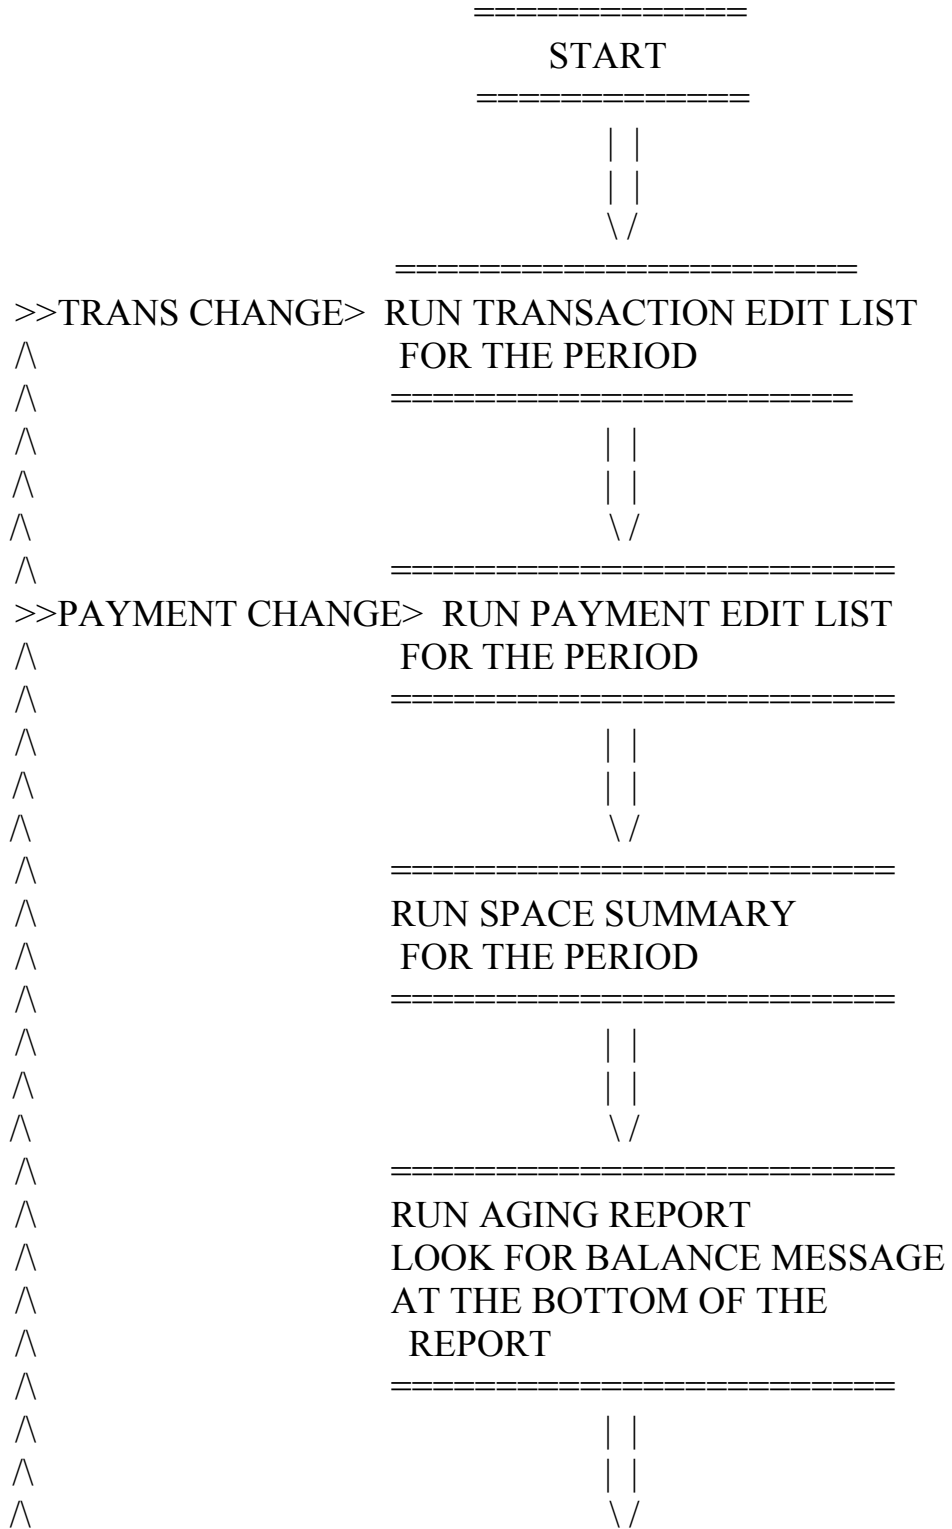 =============
START
=============
| |
| |
\ /
======================
>>TRANS CHANGE> RUN TRANSACTION EDIT LIST
/\ FOR THE PERIOD
/\ ======================
/\ | |
/\ | |
/\ \ /
/\ ========================
>>PAYMENT CHANGE> RUN PAYMENT EDIT LIST
/\ FOR THE PERIOD
/\ ========================
/\ | |
/\ | |
/\ \ /
/\ ========================
/\ RUN SPACE SUMMARY
/\ FOR THE PERIOD
/\ ========================
/\ | |
/\ | |
/\ \ /
/\ ========================
/\ RUN AGING REPORT
/\ LOOK FOR BALANCE MESSAGE
/\ AT THE BOTTOM OF THE
/\ REPORT
/\ ========================
/\ | |
/\ | |
/\ \ /